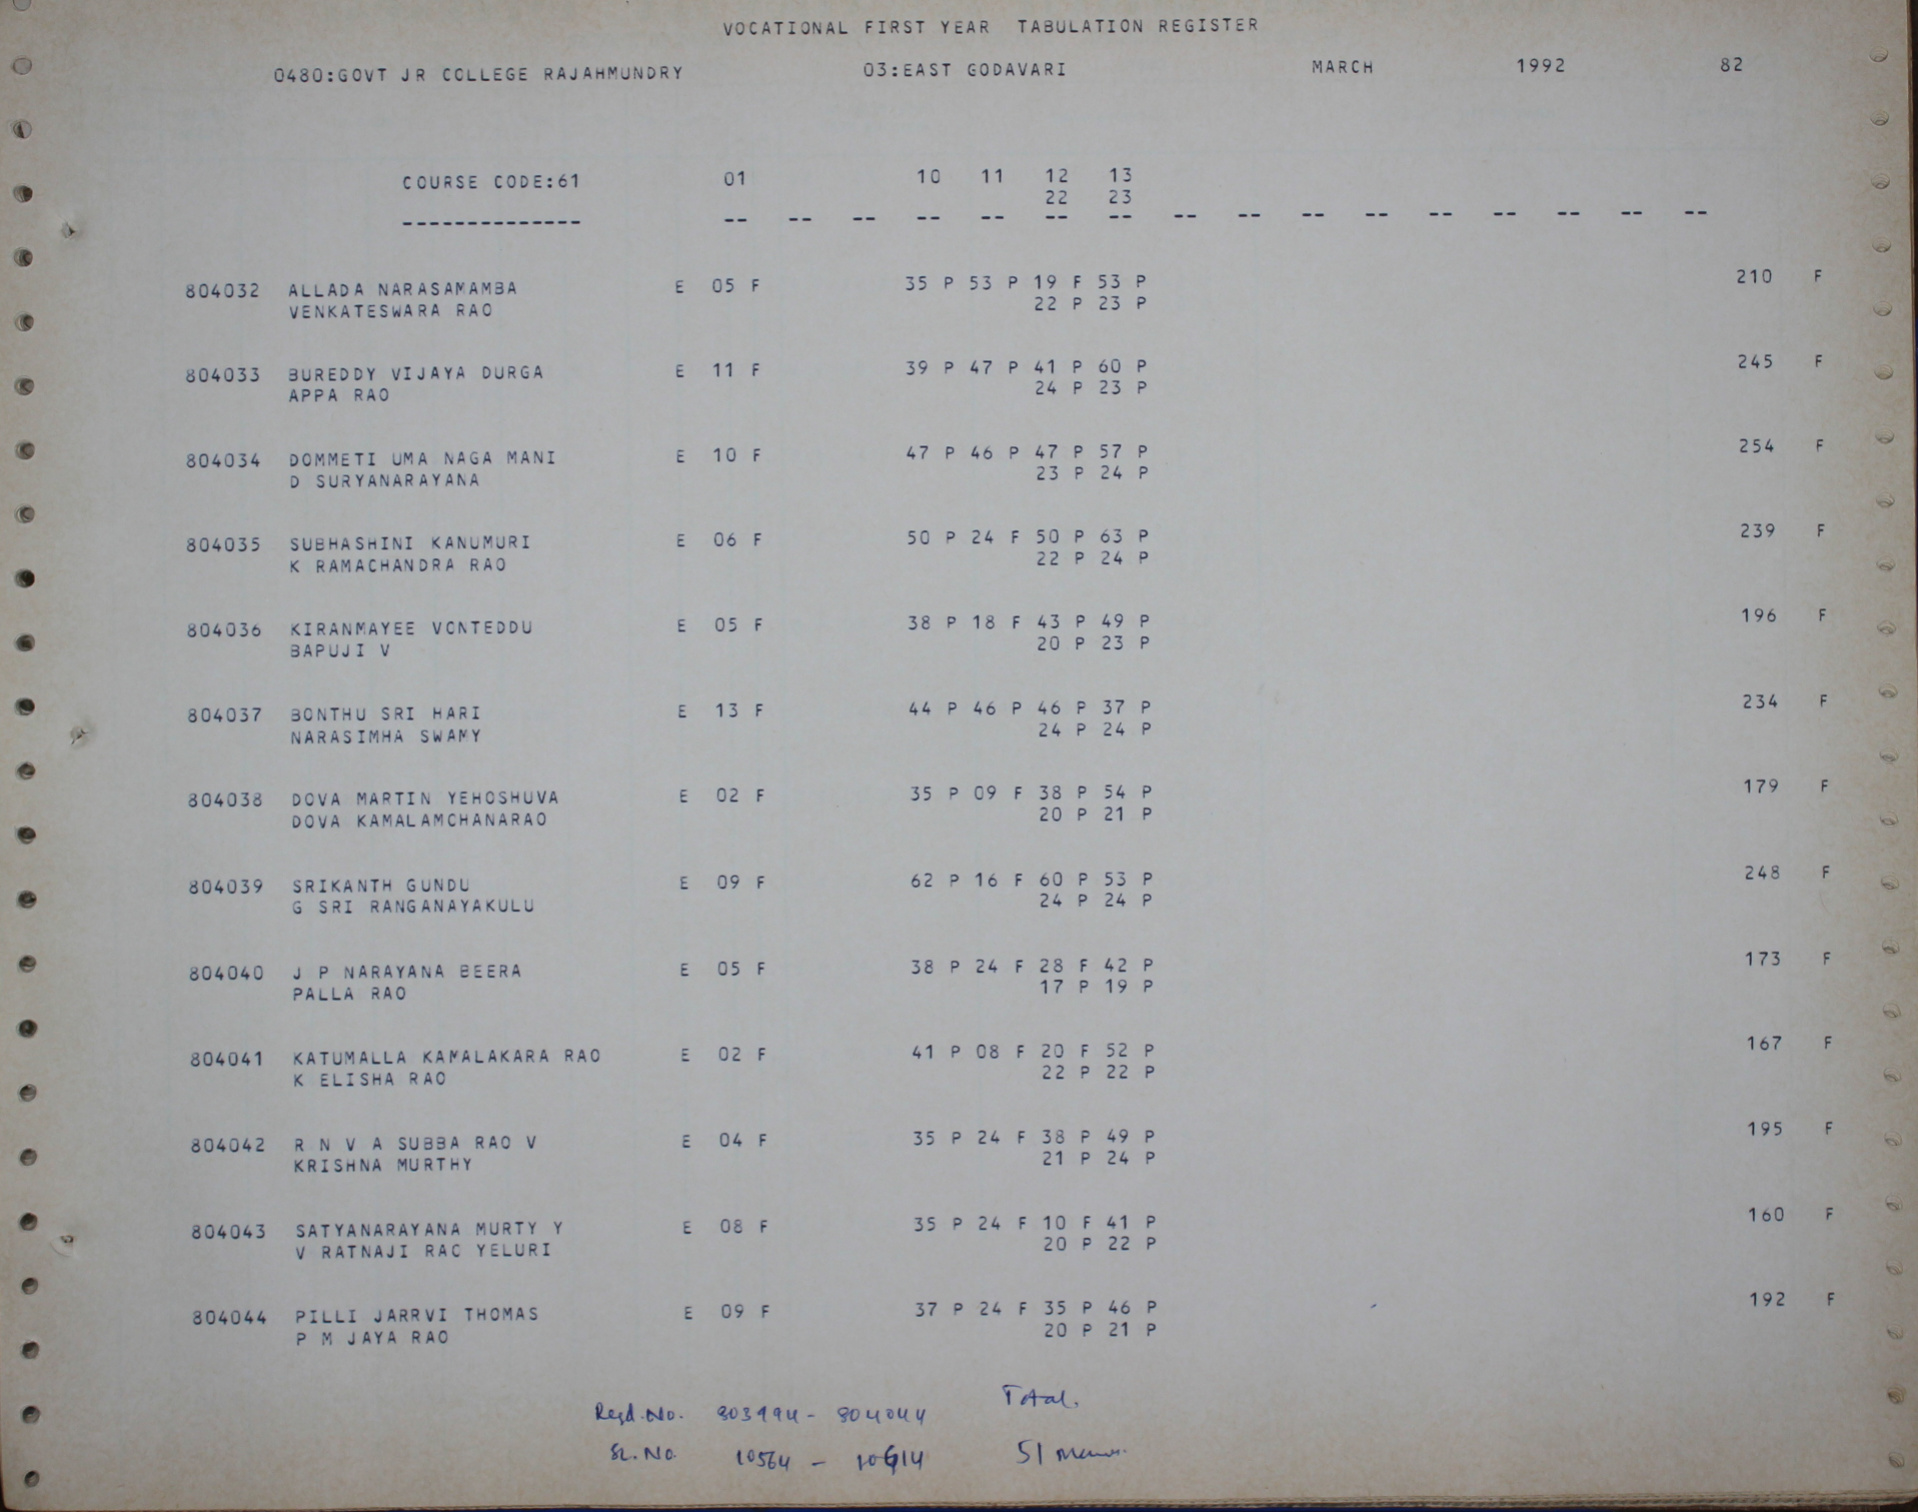 VOCATIONAL FIRST YEAR TABULATION REGISTER
0480:GOVT JR COLLEGE RAJAHMUNDRY 03:EAST GODAVARI MARCH 1992 82
COURSE CODE:61 01 10 11 12 13
22 23
-------------- -- -- -- -- -- -- -- -- -- -- -- -- -- -- -- --
804032 ALLADA NARASAMAMBA E 05 F 35 P 53 P 19 F 53 P 210 F
VENKATESWARA RAO 22 P 23 P
804033 BUREDDY VIJAYA DURGA E 11 F 39 P 47 P 41 P 60 P 245 F
APPA RAO 24 P 23 P
804034 DOMMETI UMA NAGA MANI E 10 F 47 P 46 P 47 P 57 P 254 F
D SURYANARAYANA 23 P 24 P
804035 SUBHASHINI KANUMURI E 06 F 50 P 24 F 50 P 63 P 239 F
K RAMACHANDRA RAO 22 P 24 P
804036 KIRANMAYEE VONTEDDU E 05 F 38 P 18 F 43 P 49 P 196 F
BAPUJI V 20 P 23 P
804037 BONTHU SRI HARI E 13 F 44 P 46 P 46 P 37 P 234 F
NARASIMHA SWAMY 24 P 24 P
804038 DOVA MARTIN YEHOSHUVA E 02 F 35 P 09 F 38 P 54 P 179 F
DOVA KAMALAMCHANARAO 20 P 21 P
804039 SRIKANTH GUNDU E 09 F 62 P 16 F 60 P 53 P 248 F
G SRI RANGANAYAKULU 24 P 24 P
804040 J P NARAYANA BEERA E 05 F 38 P 24 F 28 F 42 P 173 F
PALLA RAO 17 P 19 P
804041 KATUMALLA KAMALAKARA RAO E 02 F 41 P 08 F 20 F 52 P 167 F
K ELISHA RAO 22 P 22 P
804042 R N V A SUBBA RAO V E 04 F 35 P 24 F 38 P 49 P 195 F
KRISHNA MURTHY 21 P 24 P
804043 SATYANARAYANA MURTY Y E 08 F 35 P 24 F 10 F 41 P 160 F
V RATNAJI RAO YELURI 20 P 22 P
804044 PILLI JARRVI THOMAS E 09 F 37 P 24 F 35 P 46 P 192 F
P M JAYA RAO 20 P 21 P
Regd.No. 803994 - 804044 Total.
Sl.No. 10564 - 10614 51